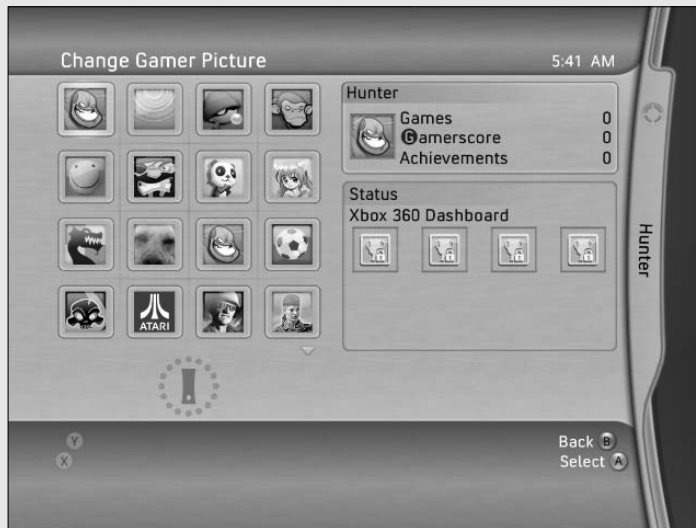 Change Gamer Picture
5:41 AM
Hunter
Games 0
Gamerscore 0
Achievements 0
Status
Xbox 360 Dashboard
Hunter
ATARI
Y
X
Back B
Select A